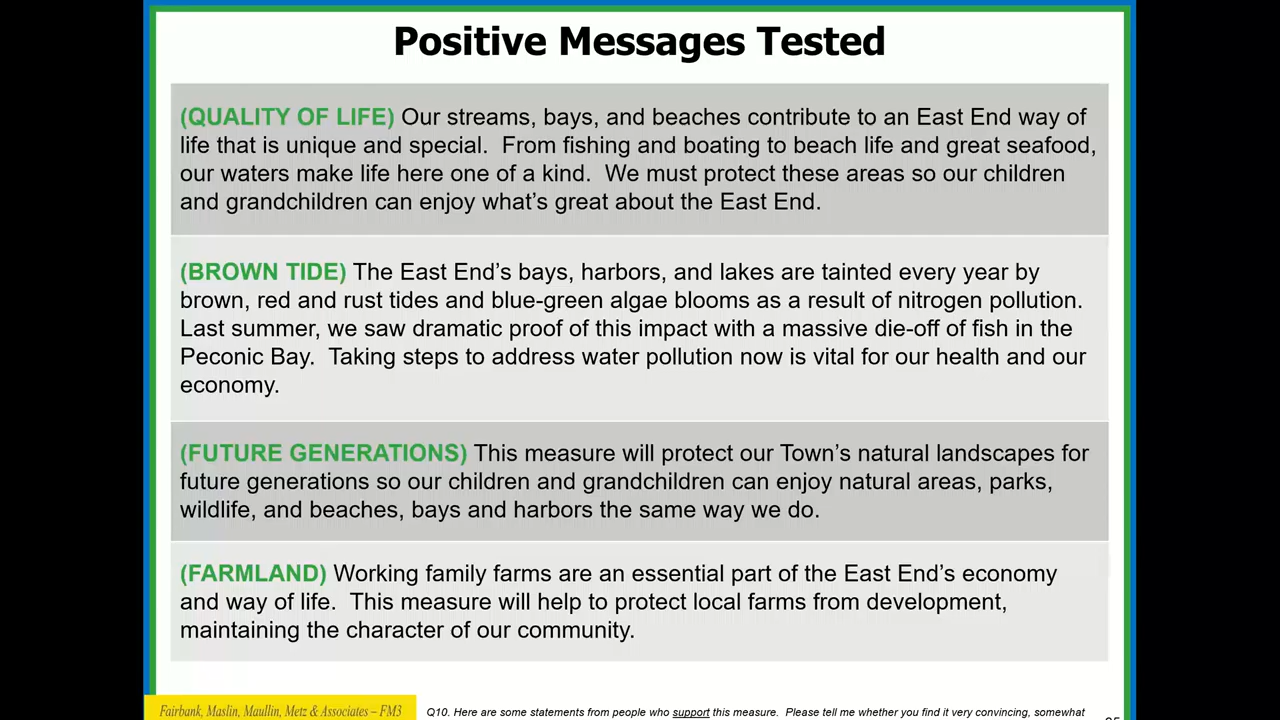 Positive Messages Tested
(QUALITY OF LIFE) Our streams, bays, and beaches contribute to an East End way of
life that is unique and special.  From fishing and boating to beach life and great seafood,
our waters make life here one of a kind.  We must protect these areas so our children
and grandchildren can enjoy what’s great about the East End.
(BROWN TIDE) The East End’s bays, harbors, and lakes are tainted every year by
brown, red and rust tides and blue-green algae blooms as a result of nitrogen pollution.
Last summer, we saw dramatic proof of this impact with a massive die-off of fish in the
Peconic Bay.  Taking steps to address water pollution now is vital for our health and our
economy.
(FUTURE GENERATIONS) This measure will protect our Town’s natural landscapes for
future generations so our children and grandchildren can enjoy natural areas, parks,
wildlife, and beaches, bays and harbors the same way we do.
(FARMLAND) Working family farms are an essential part of the East End’s economy
and way of life.  This measure will help to protect local farms from development,
maintaining the character of our community.
Fairbank, Maslin, Maullin, Metz & Associates – FM3
Q10. Here are some statements from people who support this measure.  Please tell me whether you find it very convincing, somewhat